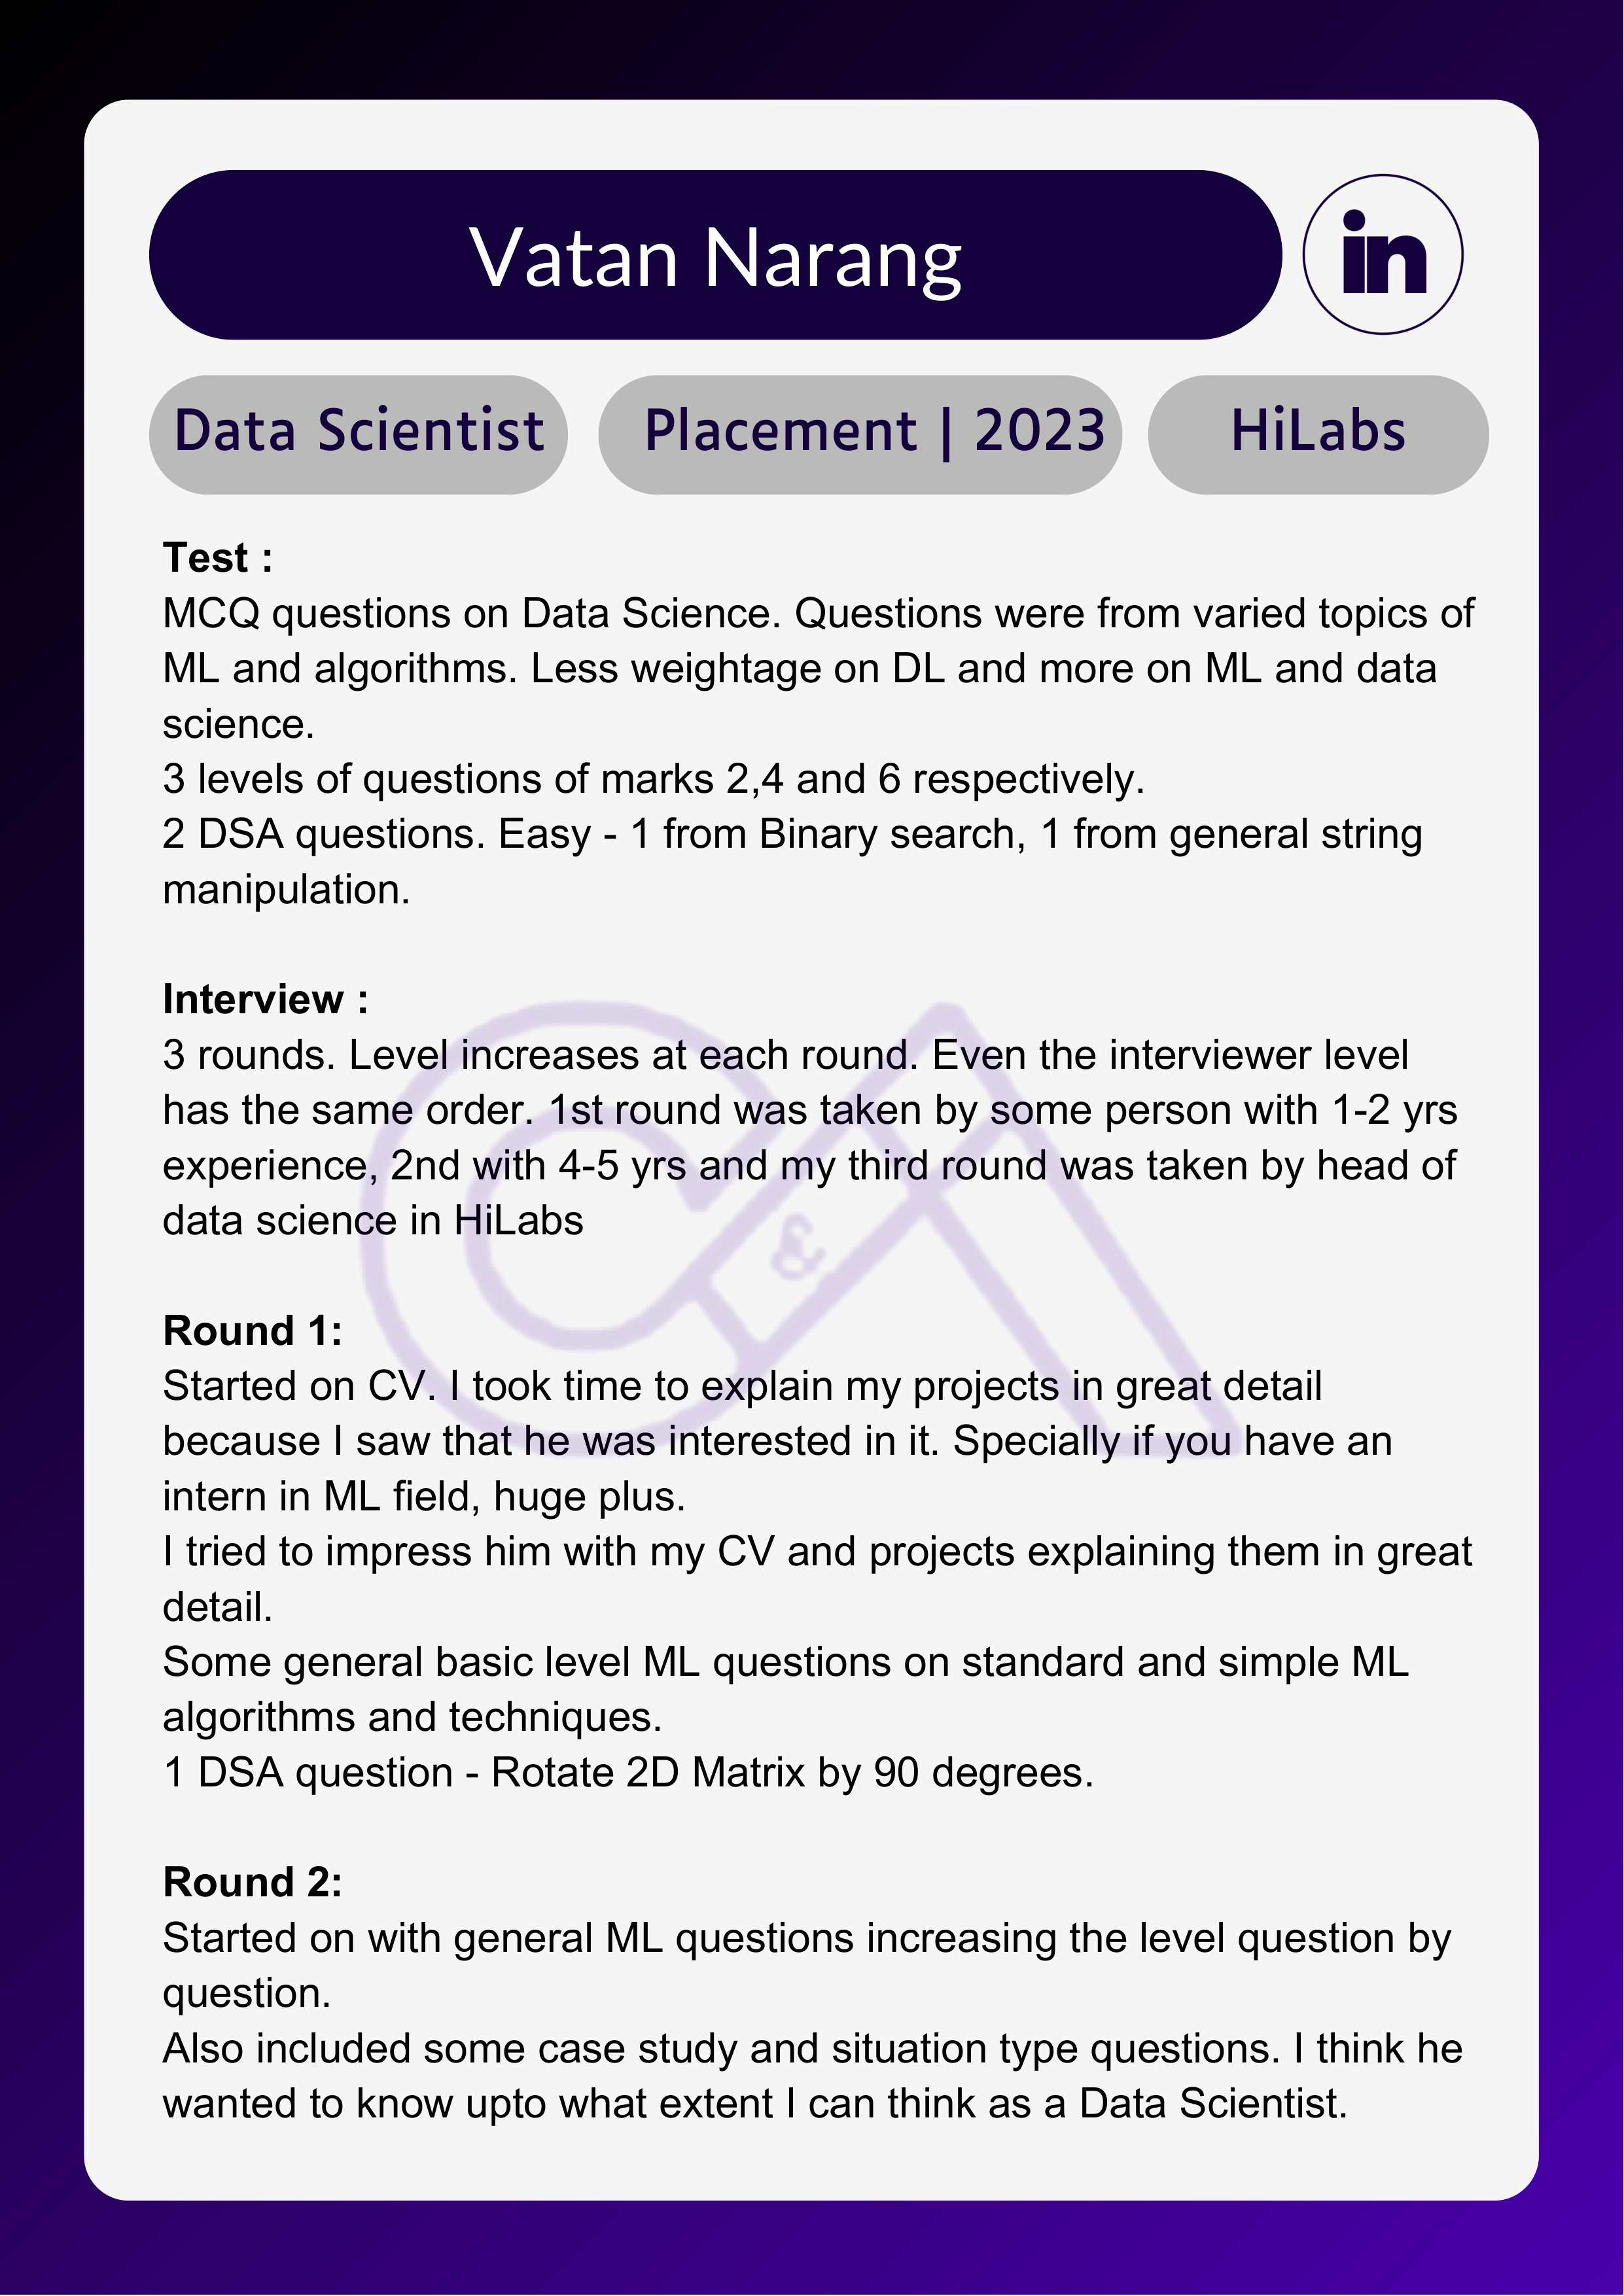 Vatan Narang
in
Data Scientist
Placement | 2023
HiLabs
Test :
MCQ questions on Data Science. Questions were from varied topics of
ML and algorithms. Less weightage on DL and more on ML and data
science.
3 levels of questions of marks 2,4 and 6 respectively.
2 DSA questions. Easy - 1 from Binary search, 1 from general string
manipulation.
Interview :
3 rounds. Level increases at each round. Even the interviewer level
has the same order. 1st round was taken by some person with 1-2 yrs
experience, 2nd with 4-5 yrs and my third round was taken by head of
data science in HiLabs
&
Round 1:
Started on CV. I took time to explain my projects in great detail
because I saw that he was interested in it. Specially if you have an
intern in ML field, huge plus.
I tried to impress him with my CV and projects explaining them in great
detail.
Some general basic level ML questions on standard and simple ML
algorithms and techniques.
1 DSA question - Rotate 2D Matrix by 90 degrees.
Round 2:
Started on with general ML questions increasing the level question by
question.
Also included some case study and situation type questions. I think he
wanted to know upto what extent I can think as a Data Scientist.